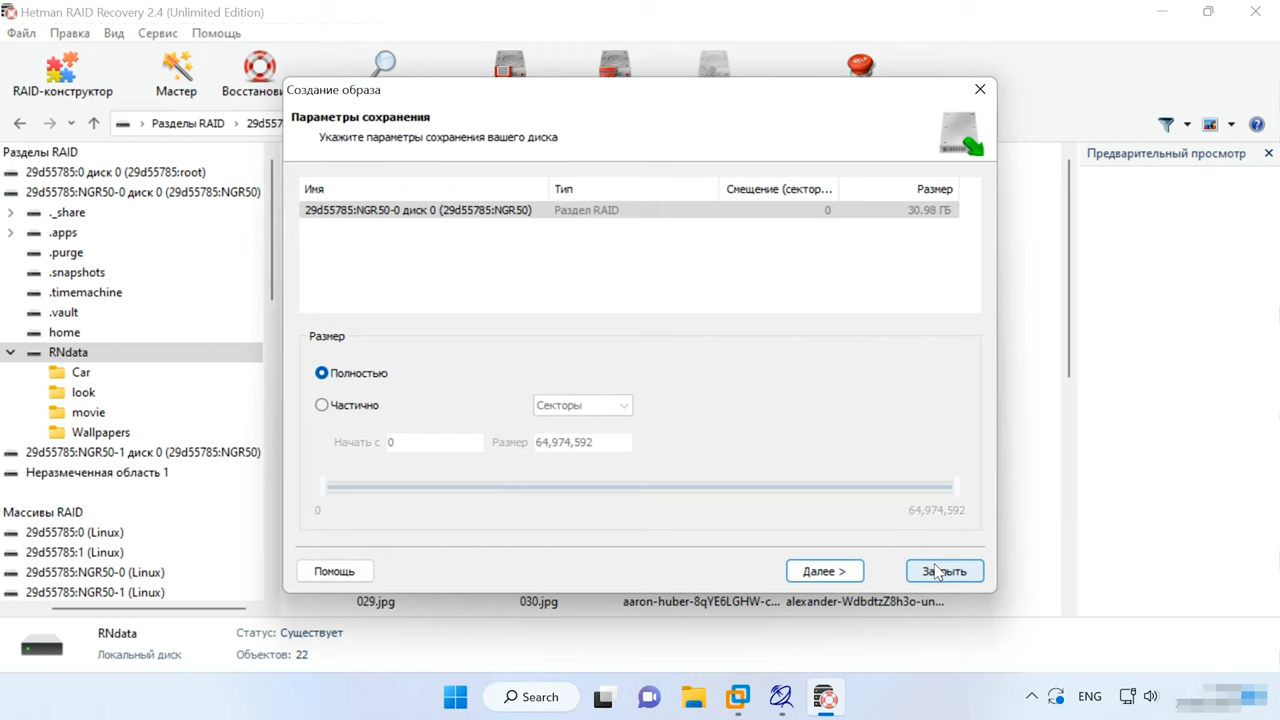 Hetman RAID Recovery 2.4 (Unlimited Edition)
Файл Правка Вид Сервис Помощь
RAID-конструктор Мастер
← → ↑ Разделы RAID
Разделы RAID
29d55785:0 диск 0 (29d55785:root)
29d55785:NGR50-0 диск 0 (29d55785:NGR50)
._share
.apps
.purge
.snapshots
.timemachine
.vault
home
RNdata
Car
look
movie
Wallpapers
29d55785:NGR50-1 диск 0 (29d55785:NGR50)
Неразмеченная область 1
Массивы RAID
29d55785:0 (Linux)
29d55785:1 (Linux)
29d55785:NGR50-0 (Linux)
29d55785:NGR50-1 (Linux)
Создание образа
Параметры сохранения
Укажите параметры сохранения вашего диска
Имя Тип Смещение (сектор... Размер
29d55785:NGR50-0 диск 0 (29d55785:NGR50) Раздел RAID 0 30.98 ГБ
Размер
Полностью
Частично Секторы
Начать с 0 Размер 64,974,592
0 64,974,592
Помощь Далее > Закрыть
Предварительный просмотр
HELP
029.jpg 030.jpg aaron-huber-8qYE6LGHW-c... alexander-WdbdtzZ8h3o-un...
RNdata Статус: Существует
Локальный диск Объектов: 22
Search ENG